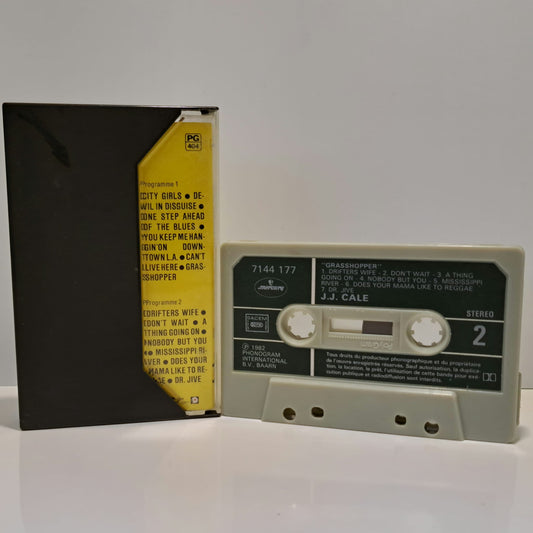 PG
404
Programme 1
CITY GIRLS ● DE-
VIL IN DISGUISE ●
ONE STEP AHEAD
OF THE BLUES ●
YOU KEEP ME HAN-
GIN'ON DOWN-
TOWN L.A. ● CAN'T
LIVE HERE ● GRAS-
SHOPPER
Programme 2
DRIFTERS WIFE ●
DON'T WAIT ● A
THING GOING ON ●
NOBODY BUT YOU
● MISSISSIPPI RI-
VER ● DOES YOUR
MAMA LIKE TO RE-
GGAE ● DR. JIVE
7144 177
mercury
SACEM
℗ 1982
PHONOGRAM
INTERNATIONAL
B.V., BAARN
"GRASSHOPPER"
1. DRIFTERS WIFE - 2. DON'T WAIT - 3. A THING
GOING ON - 4. NOBODY BUT YOU - 5. MISSISSIPPI
RIVER - 6. DOES YOUR MAMA LIKE TO REGGAE
7. DR. JIVE
J.J. CALE
STEREO
2
Tous droits du producteur phonographique et du propriétaire
de l'œuvre enregistrée réservés. Sauf autorisation, la duplica-
tion, la location, le prêt, l'utilisation de cette bande pour exé-
cution publique et radiodiffusion sont interdits.